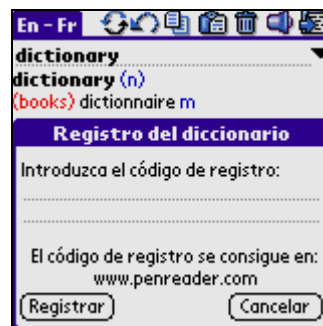 En - Fr
dictionary
dictionary (n)
(books) dictionnaire m
Registro del diccionario
Introduzca el código de registro:
El código de registro se consigue en:
www.penreader.com
Registrar Cancelar